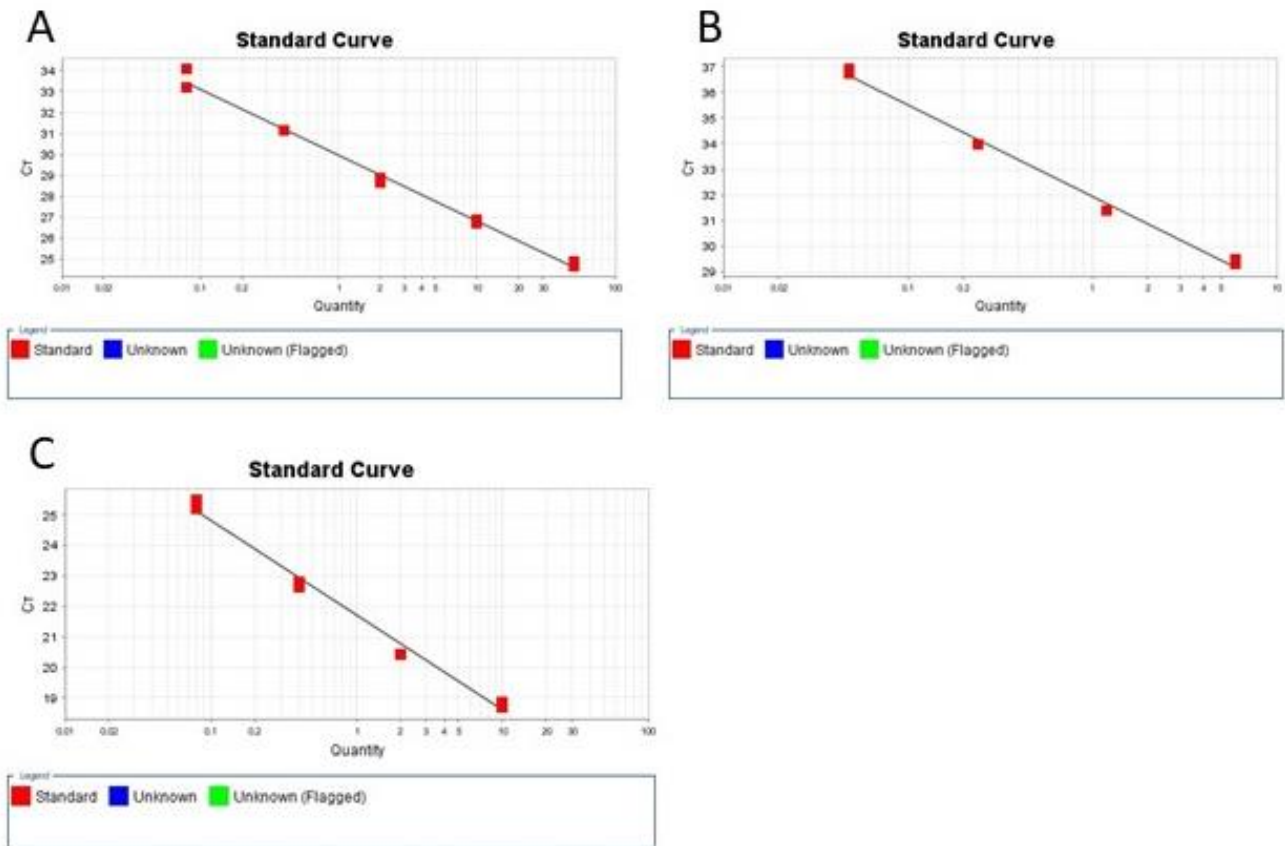 A
Standard Curve
34
33
32
31
30
29
28
27
26
25
CT
0.01 0.02 0.1 0.2 1 2 3 4 5 10 20 30 100
Quantity
Legend
Standard Unknown Unknown (Flagged)
B
Standard Curve
37
36
35
34
33
32
31
30
29
CT
0.01 0.02 0.1 0.2 1 2 3 4 5 10
Quantity
Legend
Standard Unknown Unknown (Flagged)
C
Standard Curve
25
24
23
22
21
20
19
CT
0.01 0.02 0.1 0.2 1 2 3 4 5 10 20 30 100
Quantity
Legend
Standard Unknown Unknown (Flagged)